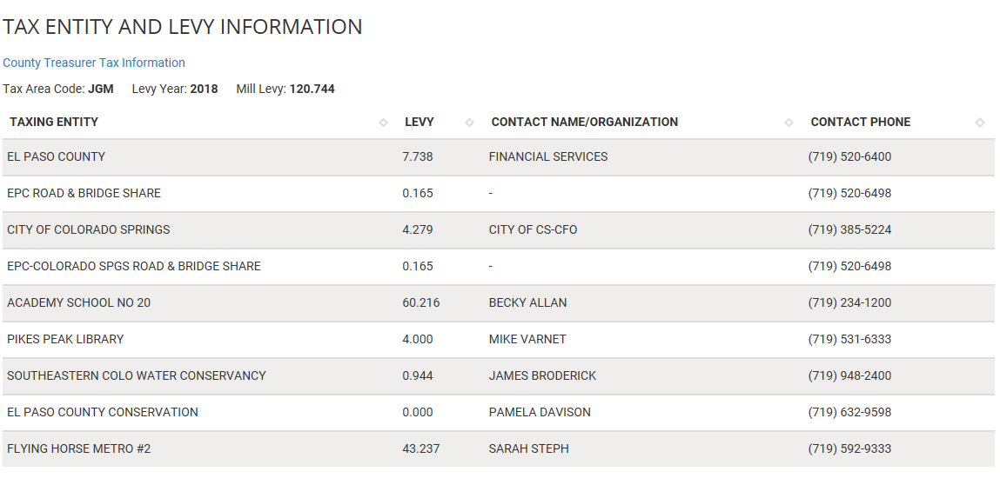 TAX ENTITY AND LEVY INFORMATION
County Treasurer Tax Information
Tax Area Code: JGM Levy Year: 2018 Mill Levy: 120.744
TAXING ENTITY LEVY CONTACT NAME/ORGANIZATION CONTACT PHONE
EL PASO COUNTY 7.738 FINANCIAL SERVICES (719) 520-6400
EPC ROAD & BRIDGE SHARE 0.165 - (719) 520-6498
CITY OF COLORADO SPRINGS 4.279 CITY OF CS-CFO (719) 385-5224
EPC-COLORADO SPGS ROAD & BRIDGE SHARE 0.165 - (719) 520-6498
ACADEMY SCHOOL NO 20 60.216 BECKY ALLAN (719) 234-1200
PIKES PEAK LIBRARY 4.000 MIKE VARNET (719) 531-6333
SOUTHEASTERN COLO WATER CONSERVANCY 0.944 JAMES BRODERICK (719) 948-2400
EL PASO COUNTY CONSERVATION 0.000 PAMELA DAVISON (719) 632-9598
FLYING HORSE METRO #2 43.237 SARAH STEPH (719) 592-9333